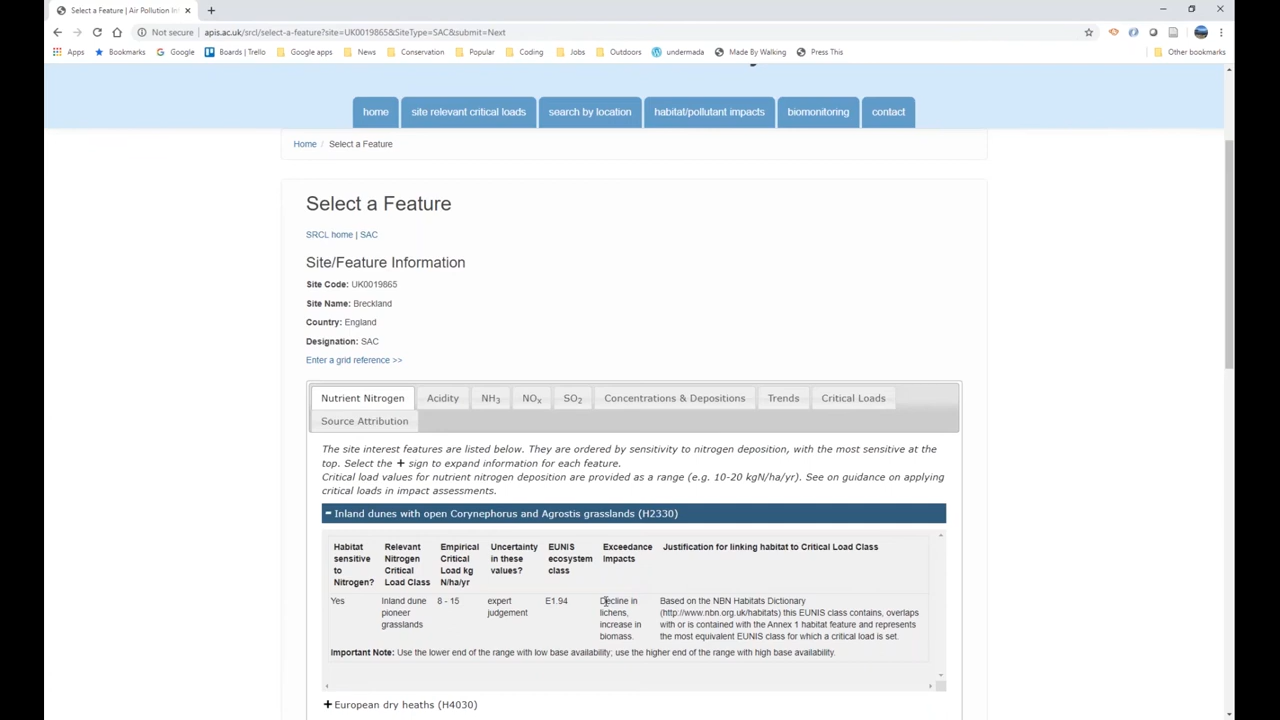 Select a Feature | Air Pollution In
Not secure | apis.ac.uk/srcl/select-a-feature?site=UK0019865&SiteType=SAC&submit=Next
Apps Bookmarks Google Boards | Trello Google apps News Conservation Popular Coding Jobs Outdoors undermada Made By Walking Press This Other bookmarks
home site relevant critical loads search by location habitat/pollutant impacts biomonitoring contact
Home / Select a Feature
Select a Feature
SRCL home | SAC
Site/Feature Information
Site Code: UK0019865
Site Name: Breckland
Country: England
Designation: SAC
Enter a grid reference >>
Nutrient Nitrogen Acidity NH3 NOx SO2 Concentrations & Depositions Trends Critical Loads
Source Attribution
The site interest features are listed below. They are ordered by sensitivity to nitrogen deposition, with the most sensitive at the
top. Select the + sign to expand information for each feature.
Critical load values for nutrient nitrogen deposition are provided as a range (e.g. 10-20 kgN/ha/yr). See on guidance on applying
critical loads in impact assessments.
Inland dunes with open Corynephorus and Agrostis grasslands (H2330)
Habitat
sensitive
to
Nitrogen?
Relevant
Nitrogen
Critical
Load Class
Empirical
Critical
Load kg
N/ha/yr
Uncertainty
in these
values?
EUNIS
ecosystem
class
Exceedance
Impacts
Justification for linking habitat to Critical Load Class
Yes
Inland dune
pioneer
grasslands
8 - 15
expert
judgement
E1.94
Decline in
lichens,
increase in
biomass.
Based on the NBN Habitats Dictionary
(http://www.nbn.org.uk/habitats) this EUNIS class contains, overlaps
with or is contained with the Annex 1 habitat feature and represents
the most equivalent EUNIS class for which a critical load is set.
Important Note: Use the lower end of the range with low base availability; use the higher end of the range with high base availability.
+ European dry heaths (H4030)